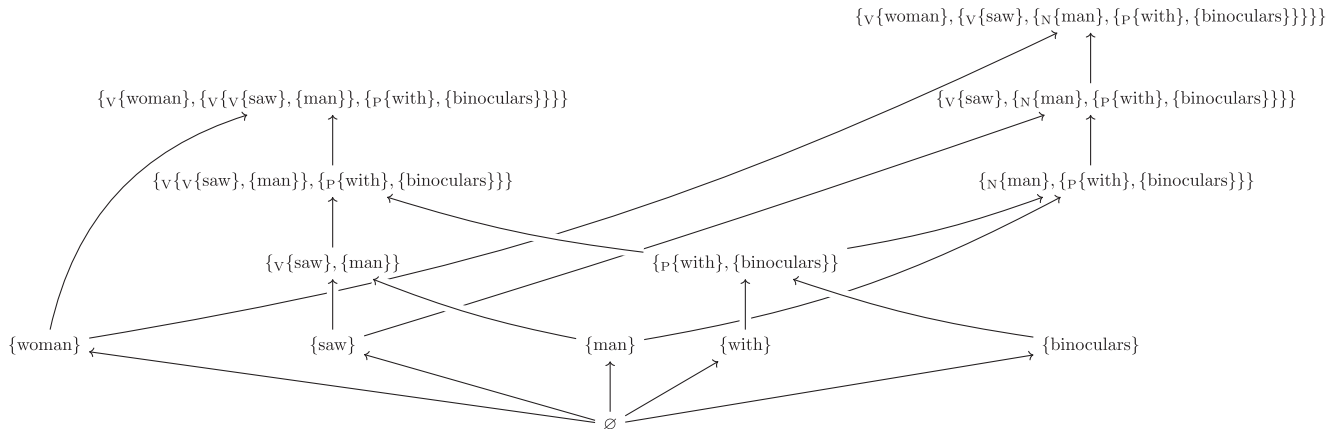 {V{woman}, {V{saw}, {N{man}, {P{with}, {binoculars}}}}}
{V{woman}, {V{V{saw}, {man}}, {P{with}, {binoculars}}}}
{V{saw}, {N{man}, {P{with}, {binoculars}}}}
{V{V{saw}, {man}}, {P{with}, {binoculars}}}
{N{man}, {P{with}, {binoculars}}}
{V{saw}, {man}}
{P{with}, {binoculars}}
{woman}
{saw}
{man}
{with}
{binoculars}
∅